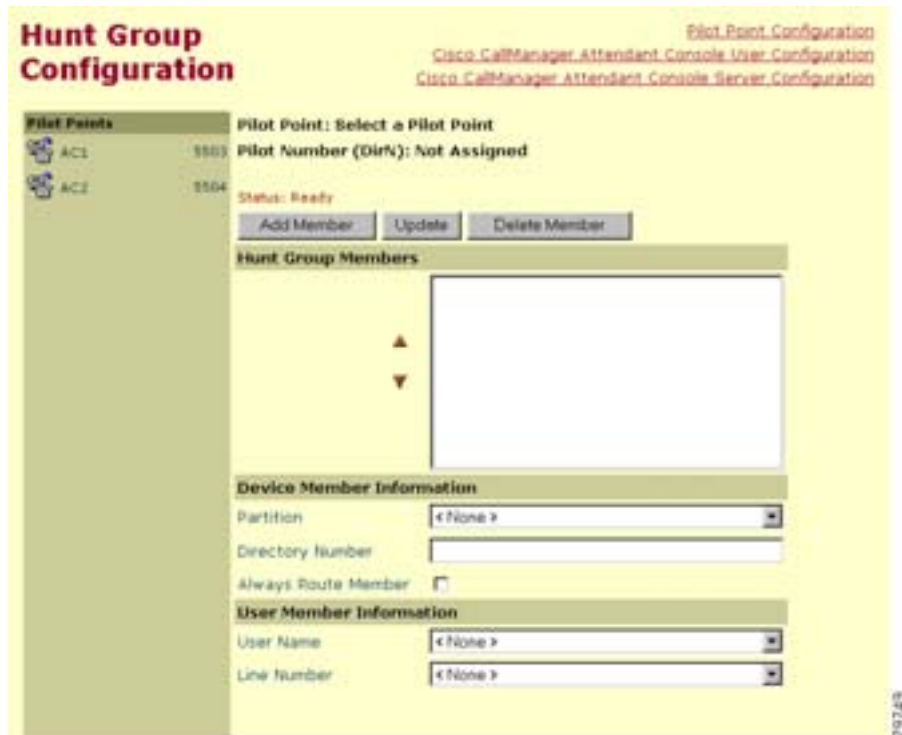 Hunt Group
Configuration
Pilot Point Configuration
Cisco CallManager Attendant Console User Configuration
Cisco CallManager Attendant Console Server Configuration
Pilot Points
AC1 5503
AC2 5504
Pilot Point: Select a Pilot Point
Pilot Number (DirN): Not Assigned
Status: Ready
Add Member Update Delete Member
Hunt Group Members
Device Member Information
Partition < None >
Directory Number
Always Route Member
User Member Information
User Name < None >
Line Number < None >